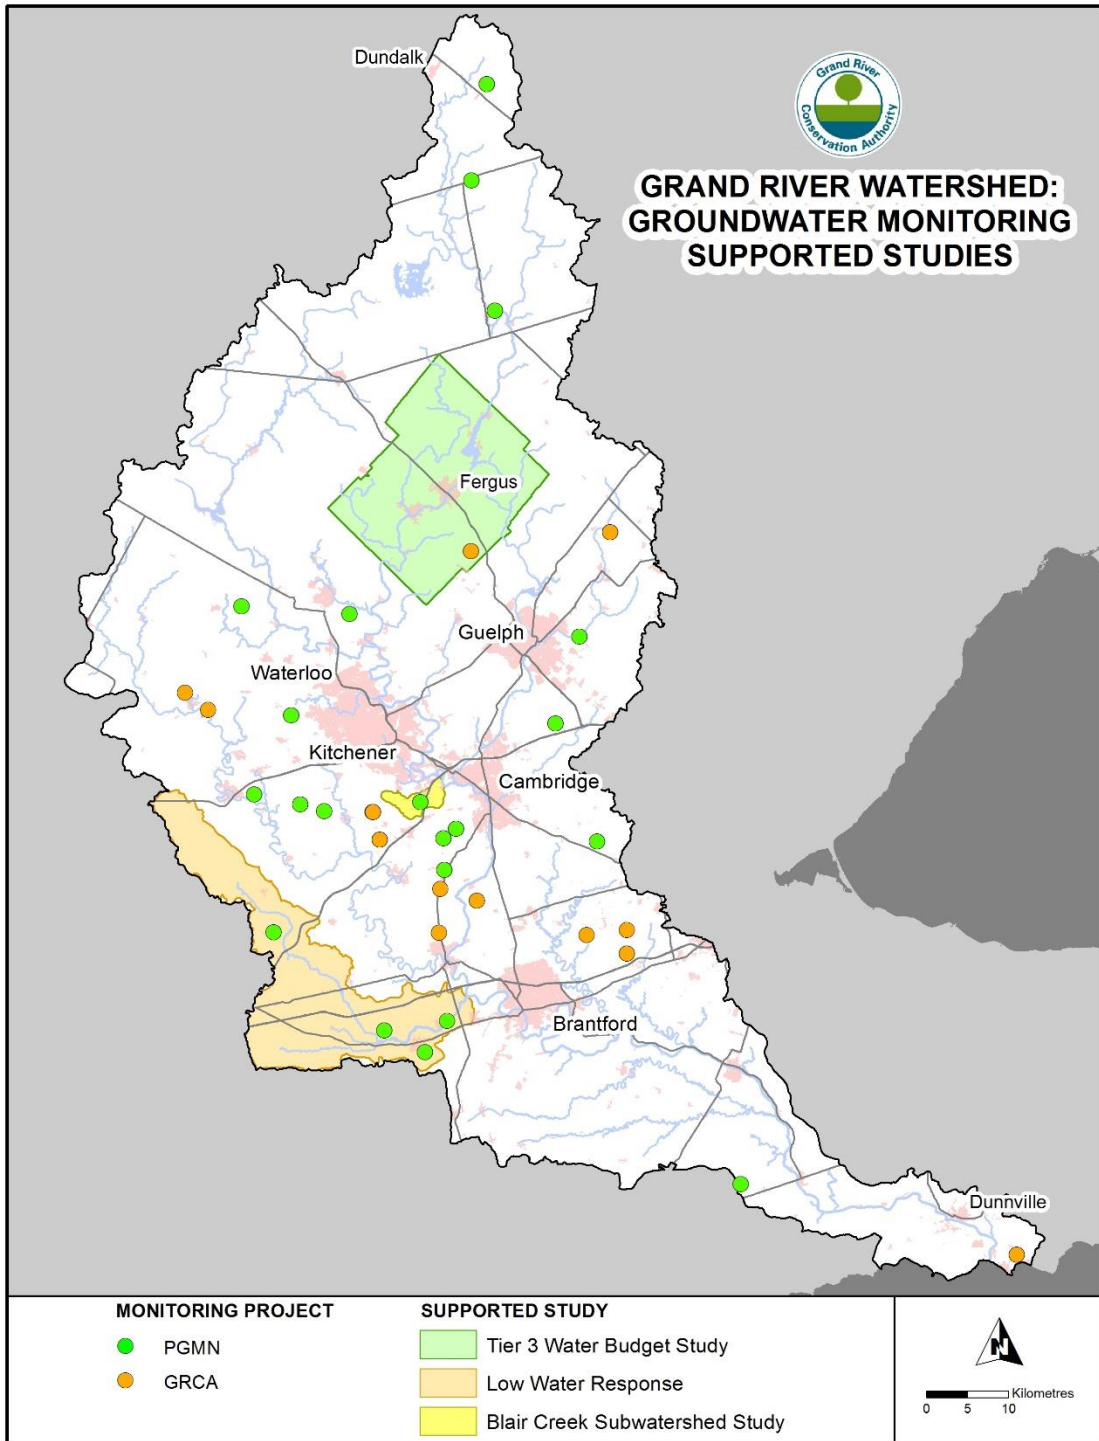 Dundalk
Grand River
Conservation Authority
GRAND RIVER WATERSHED:
GROUNDWATER MONITORING
SUPPORTED STUDIES
Fergus
Guelph
Waterloo
Kitchener
Cambridge
Brantford
Dunnville
MONITORING PROJECT
PGMN
GRCA
SUPPORTED STUDY
Tier 3 Water Budget Study
Low Water Response
Blair Creek Subwatershed Study
N
Kilometres
0 5 10